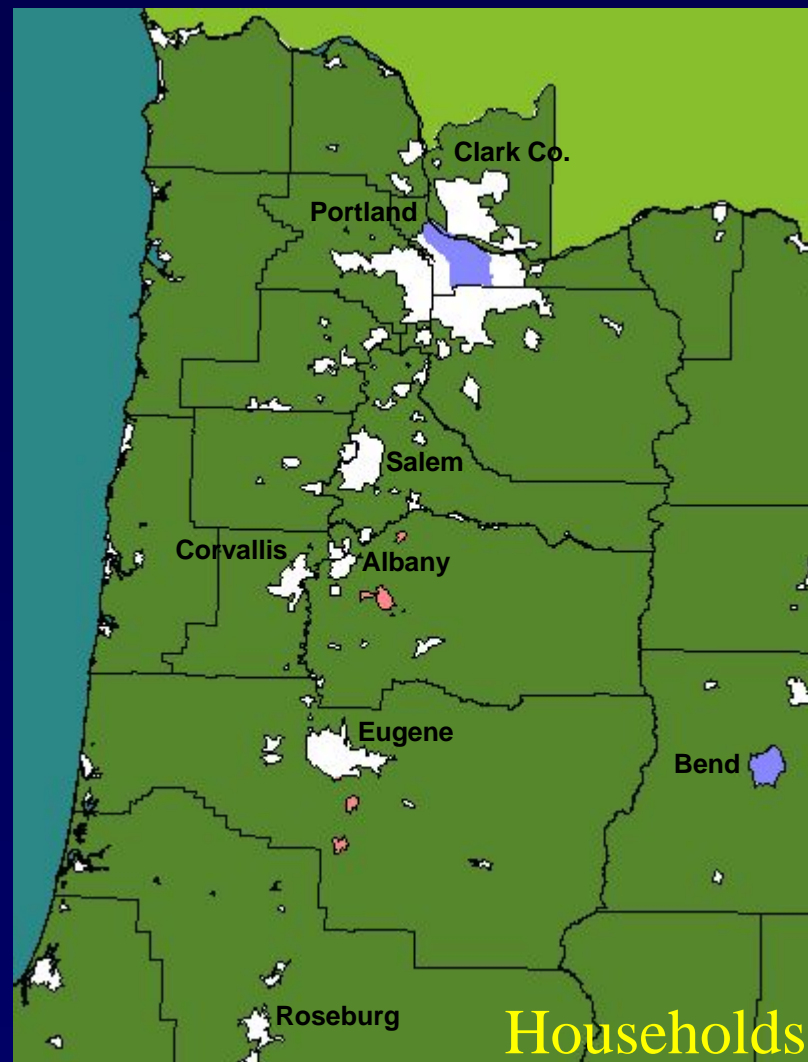 Clark Co.
Portland
Salem
Corvallis
Albany
Eugene
Bend
Roseburg
Households